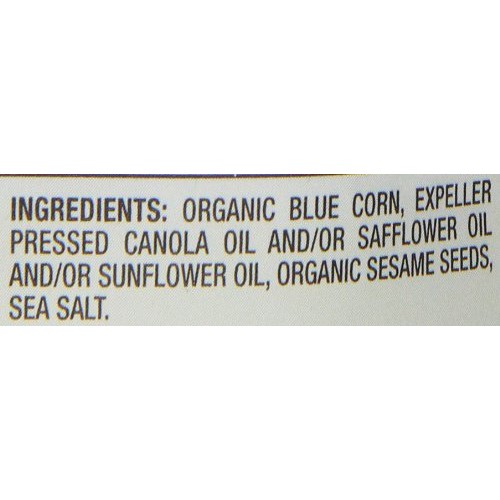 INGREDIENTS: ORGANIC BLUE CORN, EXPELLER
PRESSED CANOLA OIL AND/OR SAFFLOWER OIL
AND/OR SUNFLOWER OIL, ORGANIC SESAME SEEDS,
SEA SALT.